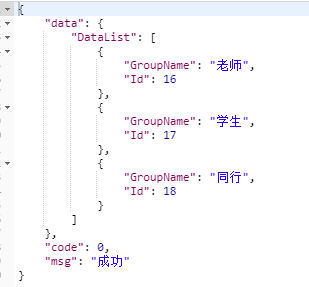 {
"data": {
"DataList": [
{
"GroupName": "老师",
"Id": 16
},
{
"GroupName": "学生",
"Id": 17
},
{
"GroupName": "同行",
"Id": 18
}
]
},
"code": 0,
"msg": "成功"
}